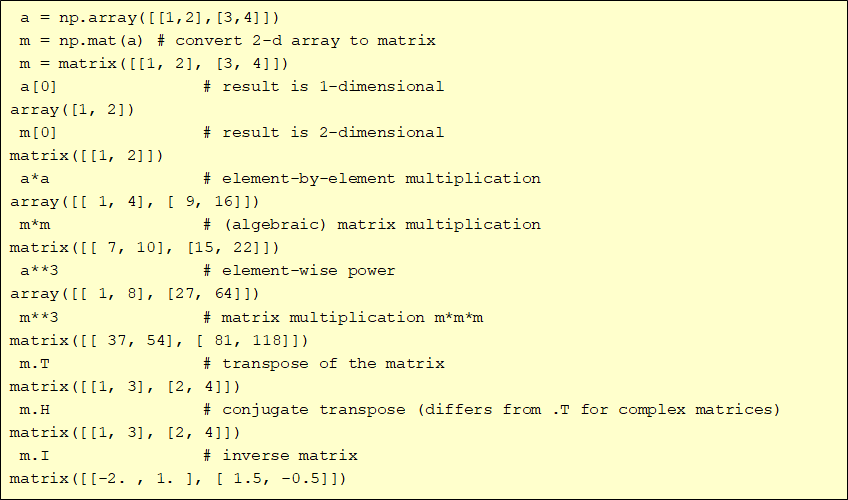 a = np.array([[1,2],[3,4]])
m = np.mat(a) # convert 2-d array to matrix
m = matrix([[1, 2], [3, 4]])
a[0]               # result is 1-dimensional
array([1, 2])
m[0]               # result is 2-dimensional
matrix([[1, 2]])
a*a                # element-by-element multiplication
array([[ 1, 4], [ 9, 16]])
m*m                # (algebraic) matrix multiplication
matrix([[ 7, 10], [15, 22]])
a**3               # element-wise power
array([[ 1, 8], [27, 64]])
m**3               # matrix multiplication m*m*m
matrix([[ 37, 54], [ 81, 118]])
m.T                # transpose of the matrix
matrix([[1, 3], [2, 4]])
m.H                # conjugate transpose (differs from .T for complex matrices)
matrix([[1, 3], [2, 4]])
m.I                # inverse matrix
matrix([[-2. , 1. ], [ 1.5, -0.5]])